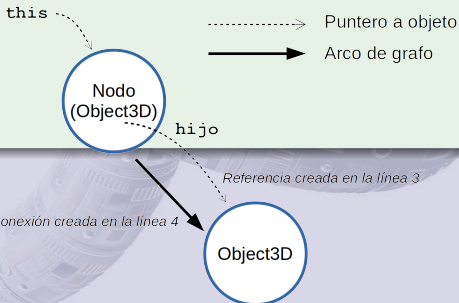 this
Puntero a objeto
Arco de grafo
Nodo
(Object3D)
hijo
Referencia creada en la línea 3
onexión creada en la línea 4
Object3D